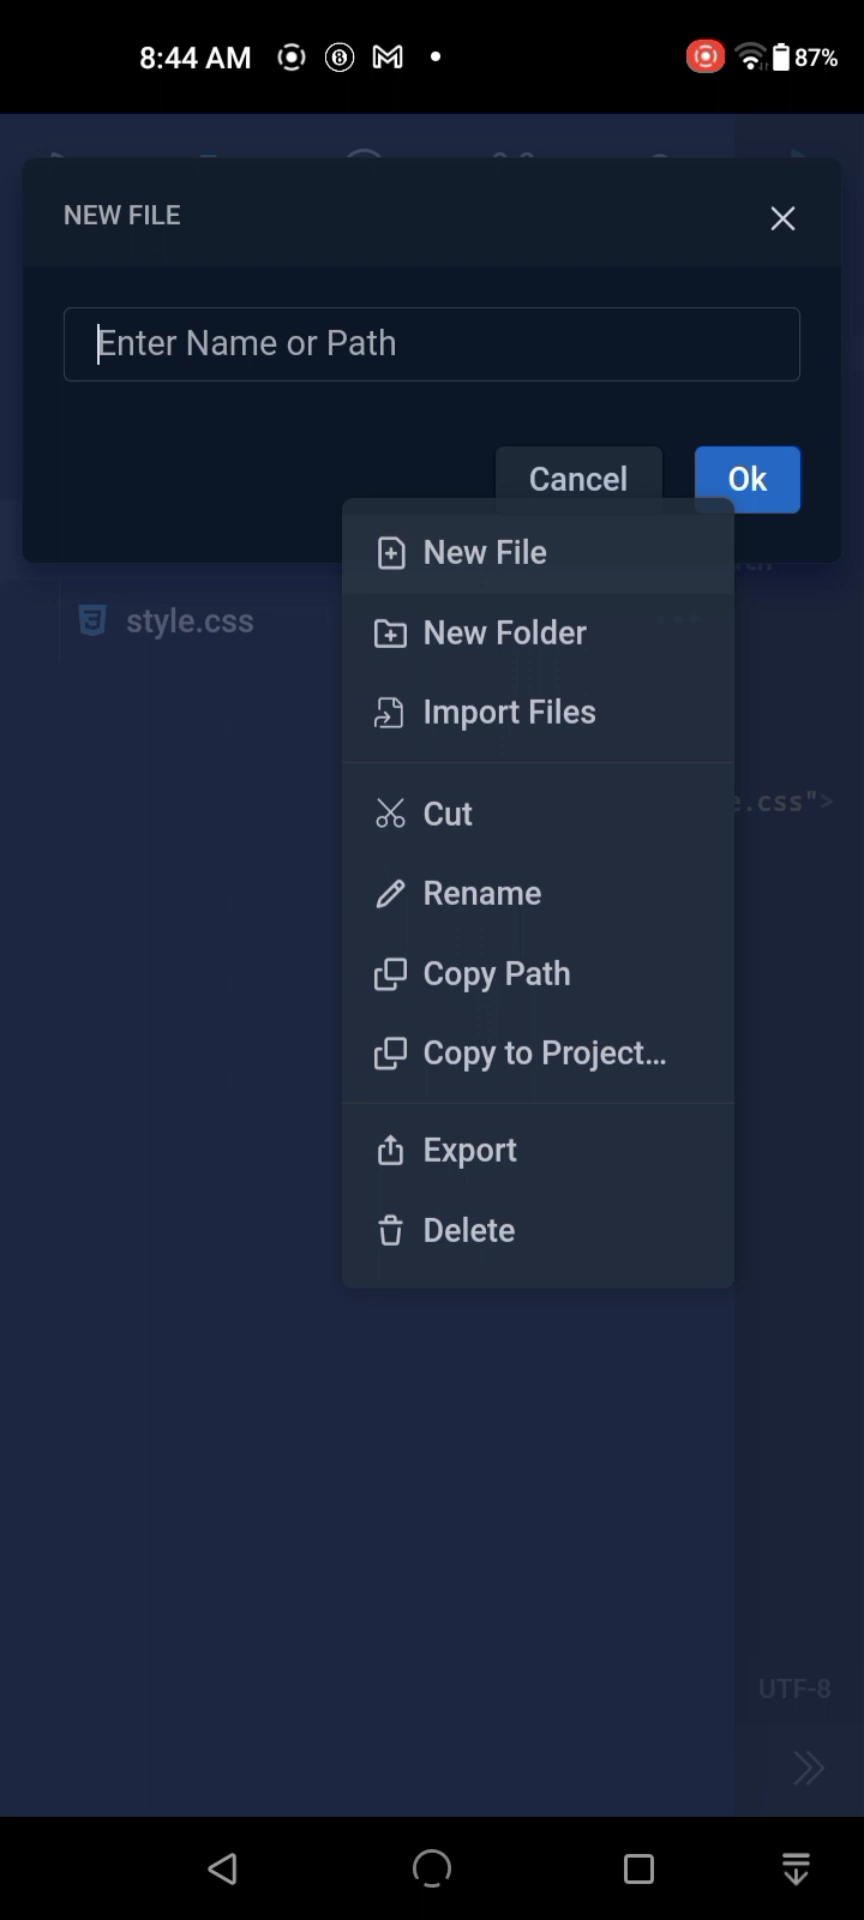 8:44 AM
87%
NEW FILE
Enter Name or Path
Cancel
Ok
New File
style.css
New Folder
Import Files
e.css">
Cut
Rename
Copy Path
Copy to Project...
Export
Delete
UTF-8